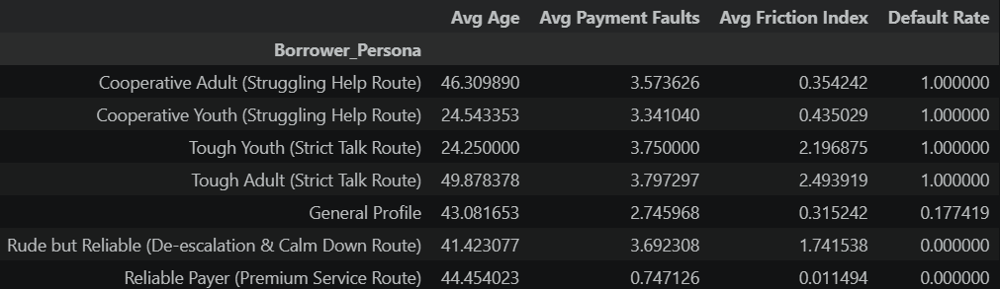 Avg Age Avg Payment Faults Avg Friction Index Default Rate
Borrower_Persona
Cooperative Adult (Struggling Help Route) 46.309890 3.573626 0.354242 1.000000
Cooperative Youth (Struggling Help Route) 24.543353 3.341040 0.435029 1.000000
Tough Youth (Strict Talk Route) 24.250000 3.750000 2.196875 1.000000
Tough Adult (Strict Talk Route) 49.878378 3.797297 2.493919 1.000000
General Profile 43.081653 2.745968 0.315242 0.177419
Rude but Reliable (De-escalation & Calm Down Route) 41.423077 3.692308 1.741538 0.000000
Reliable Payer (Premium Service Route) 44.454023 0.747126 0.011494 0.000000